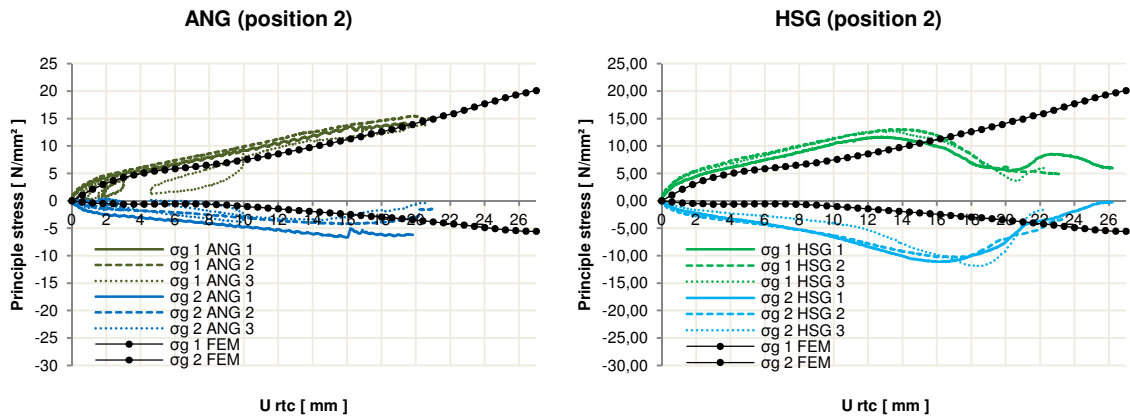 ANG (position 2)
Principle stress [ N/mm² ]
25
20
15
10
5
0
-5
-10
-15
-20
-25
-30
0 2 4 6 8 10 12 14 16 18 20 22 24 26
σg 1 ANG 1
σg 1 ANG 2
σg 1 ANG 3
σg 2 ANG 1
σg 2 ANG 2
σg 2 ANG 3
σg 1 FEM
σg 2 FEM
U rtc [ mm ]
HSG (position 2)
Principle stress [ N/mm² ]
25,00
20,00
15,00
10,00
5,00
0,00
-5,00
-10,00
-15,00
-20,00
-25,00
-30,00
0 2 4 6 8 10 12 14 16 18 20 22 24 26
σg 1 HSG 1
σg 1 HSG 2
σg 1 HSG 3
σg 2 HSG 1
σg 2 HSG 2
σg 2 HSG 3
σg 1 FEM
σg 2 FEM
U rtc [ mm ]